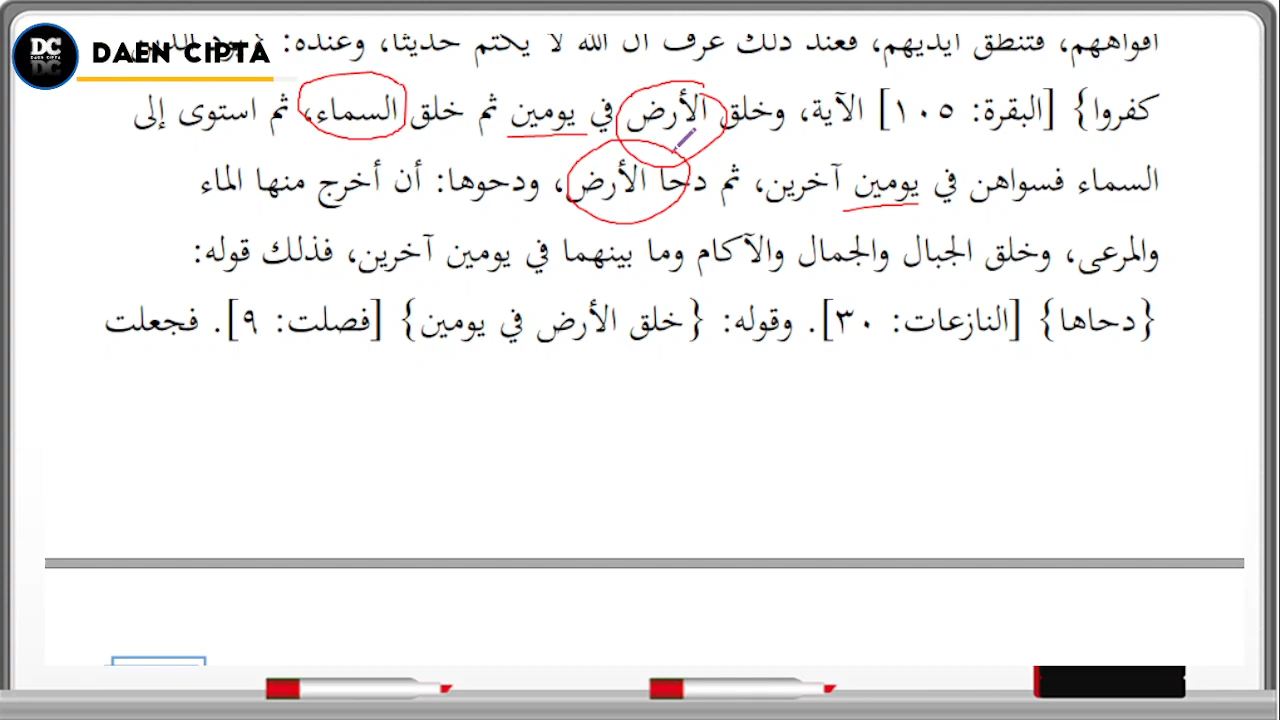 DC
DAEN CIPTA
أفواههم، فتنطق أيديهم، فعند ذلك عرف أن الله لا يكتم حديثا، وعنده:
كفروا} [البقرة: ١٠٥] الآية، وخلق الأرض في يومين ثم خلق السماء، ثم استوى إلى
السماء فسواهن في يومين آخرين، ثم دحا الأرض، ودحوها: أن أخرج منها الماء
والمرعى، وخلق الجبال والجمال والآكام وما بينهما في يومين آخرين، فذلك قوله:
{دحاها} [النازعات: ٣٠]. وقوله: {خلق الأرض في يومين} [فصلت: ٩]. فجعلت